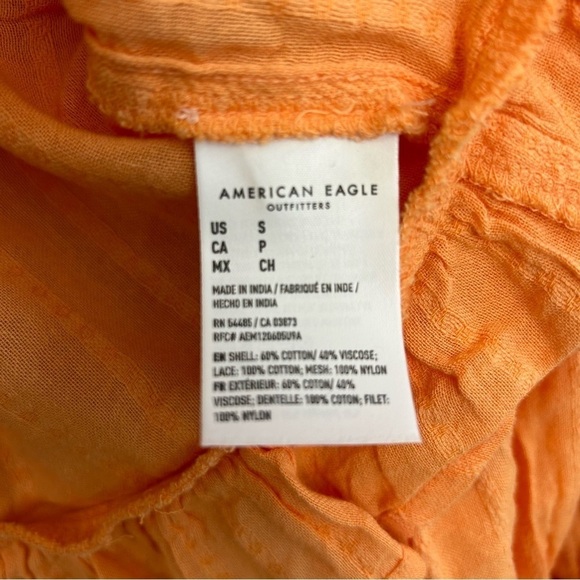 AMERICAN EAGLE
OUTFITTERS
US S
CA P
MX CH
MADE IN INDIA / FABRIQUÉ EN INDE /
HECHO EN INDIA
RN 54485 / CA 03873
RFC# AEM120605U9A
EN SHELL: 60% COTTON/ 40% VISCOSE;
LACE: 100% COTTON; MESH: 100% NYLON
FR EXTÉRIEUR: 60% COTON/ 40%
VISCOSE; DENTELLE: 100% COTON; FILET:
100% NYLON